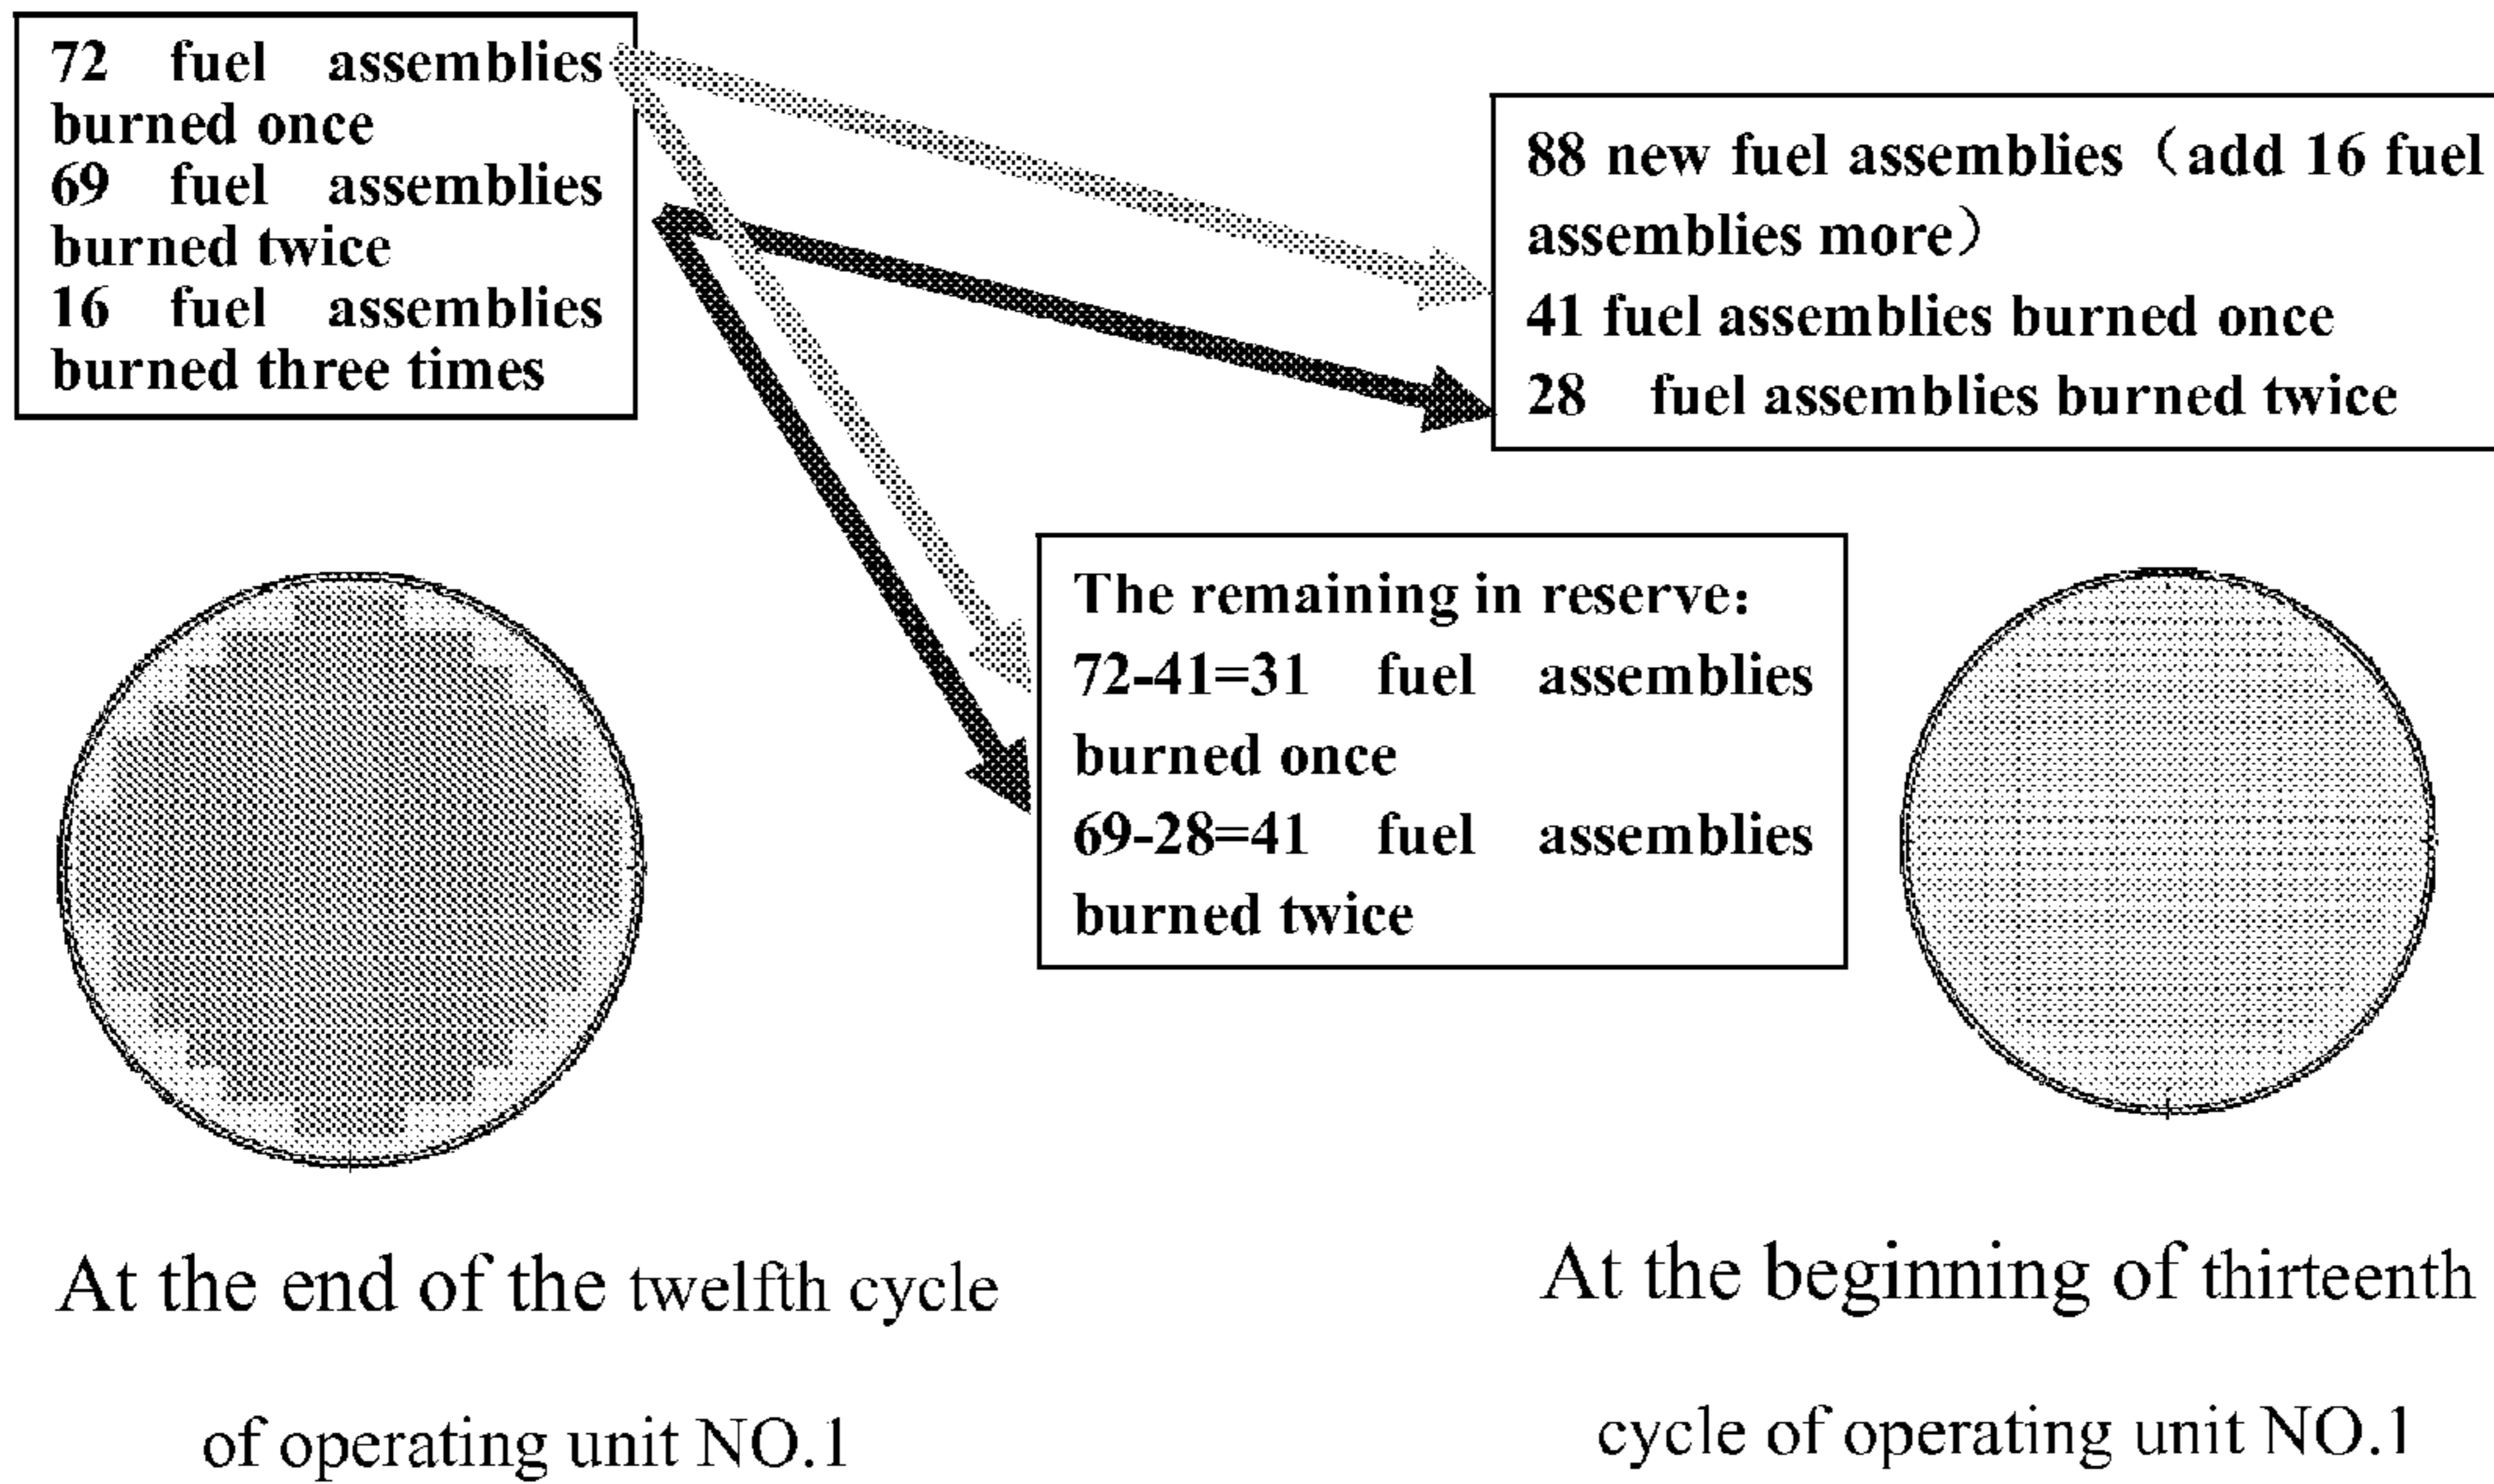 72 fuel assemblies
burned once
69 fuel assemblies
burned twice
16 fuel assemblies
burned three times
88 new fuel assemblies（add 16 fuel
assemblies more）
41 fuel assemblies burned once
28 fuel assemblies burned twice
The remaining in reserve：
72-41=31 fuel assemblies
burned once
69-28=41 fuel assemblies
burned twice
At the end of the twelfth cycle
of operating unit NO.1
At the beginning of thirteenth
cycle of operating unit NO.1